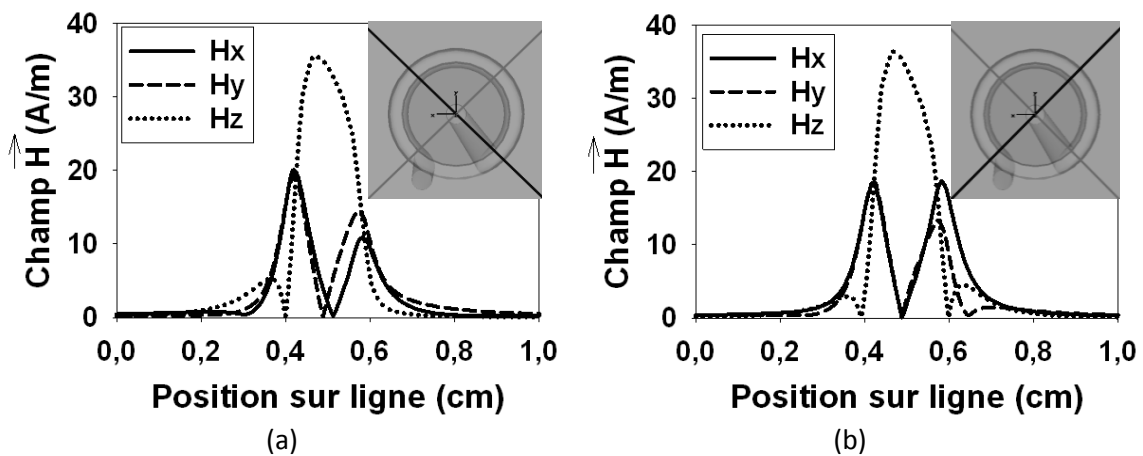 40
30
20
10
0
Champ H (A/m)
Hx
Hy
Hz
0,0 0,2 0,4 0,6 0,8 1,0
Position sur ligne (cm)
(a)
40
30
20
10
0
Champ H (A/m)
Hx
Hy
Hz
0,0 0,2 0,4 0,6 0,8 1,0
Position sur ligne (cm)
(b)